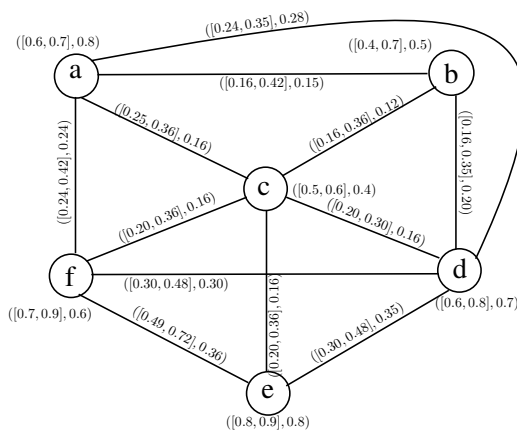 ([0.24, 0.35], 0.28)
([0.6, 0.7], 0.8)
([0.4, 0.7], 0.5)
a
b
([0.16, 0.42], 0.15)
([0.25, 0.36], 0.16)
([0.16, 0.36], 0.12)
([0.24, 0.42], 0.24)
([0.16, 0.35], 0.20)
c
([0.5, 0.6], 0.4)
([0.20, 0.36], 0.16)
([0.20, 0.30], 0.16)
f
d
([0.30, 0.48], 0.30)
([0.7, 0.9], 0.6)
([0.6, 0.8], 0.7)
([0.20, 0.36], 0.16)
([0.49, 0.72], 0.36)
([0.30, 0.48], 0.35)
e
([0.8, 0.9], 0.8)